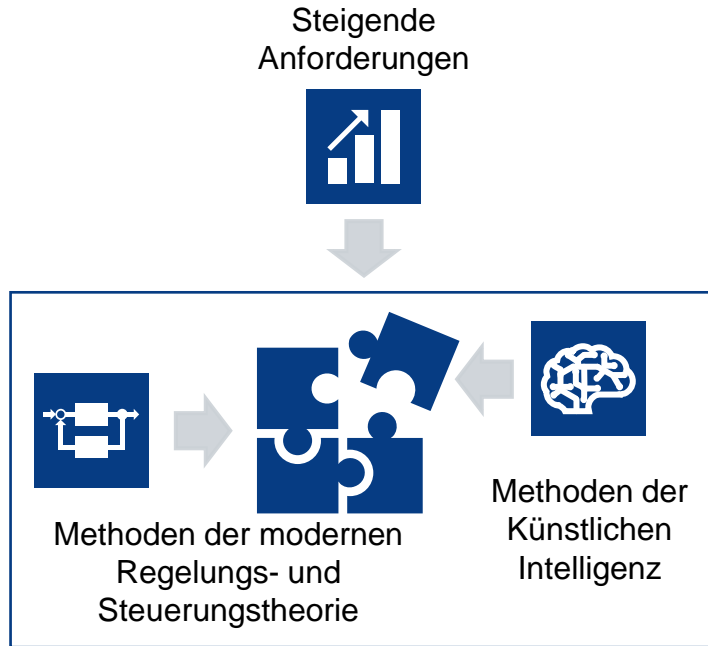 Steigende
Anforderungen
Methoden der modernen
Regelungs- und
Steuerungstheorie
Methoden der
Künstlichen
Intelligenz